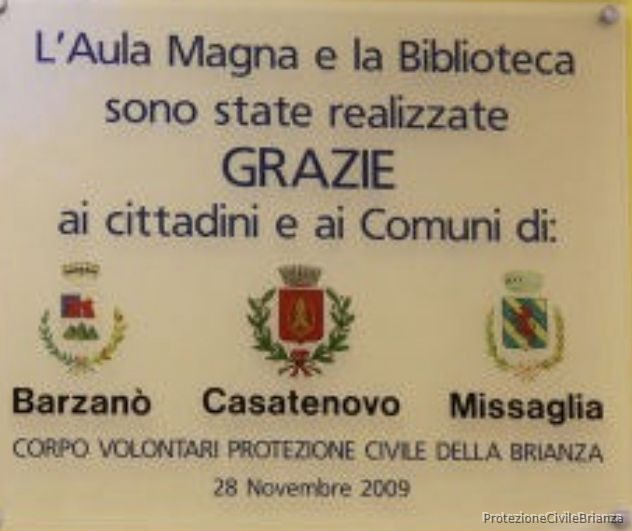 L'Aula Magna e la Biblioteca
sono state realizzate
GRAZIE
ai cittadini e ai Comuni di:
Barzanò Casatenovo Missaglia
CORPO VOLONTARI PROTEZIONE CIVILE DELLA BRIANZA
28 Novembre 2009
ProtezioneCivileBrianza